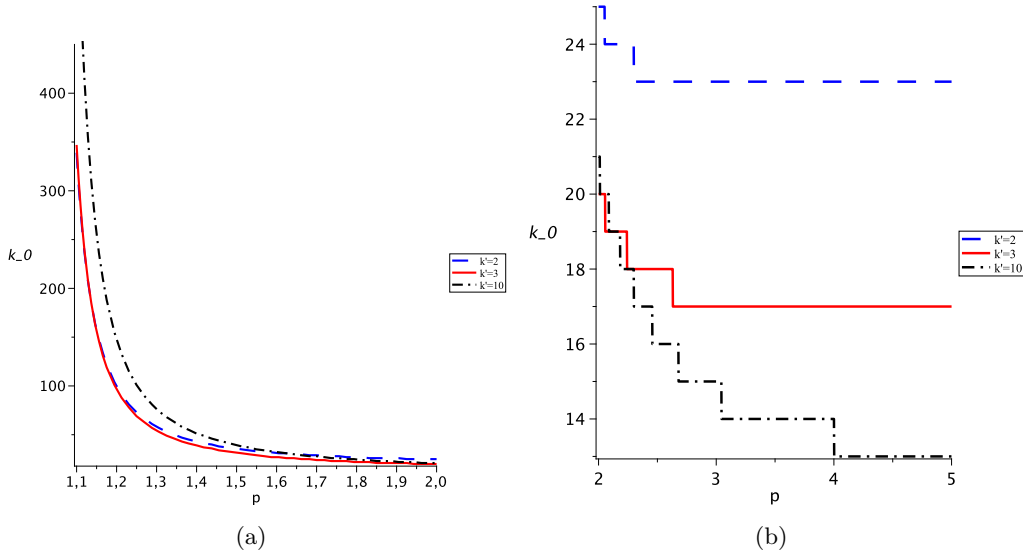 400
300
k_0
200
100
1,1 1,2 1,3 1,4 1,5 1,6 1,7 1,8 1,9 2,0
p
k'=2
k'=3
k'=10
(a)
24
22
20
k_0
18
16
14
2 3 4 5
p
k'=2
k'=3
k'=10
(b)